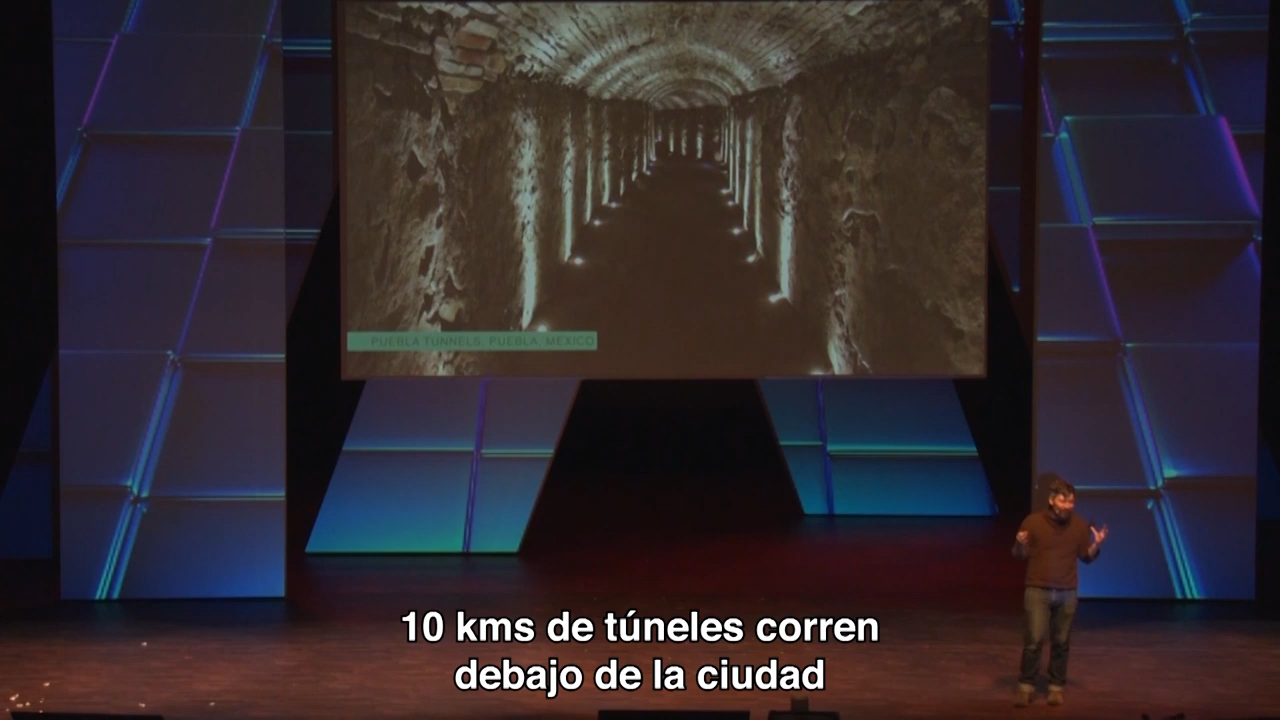 PUEBLA TUNNELS, PUEBLA, MEXICO
10 kms de túneles corren
debajo de la ciudad